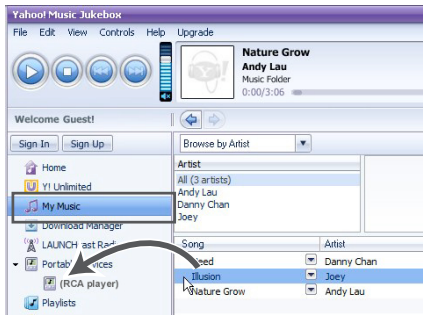 Yahoo! Music Jukebox
File Edit View Controls Help Upgrade
Nature Grow
Andy Lau
Music Folder
0:00/3:06
Welcome Guest!
Sign In Sign Up
Browse by Artist
Home
Y! Unlimited
My Music
Download Manager
LAUNCH
Playlists
(RCA player)
Artist
All (3 artists)
Andy Lau
Danny Chan
Joey
Song Artist
Danny Chan
Illusion Joey
Nature Grow Andy Lau